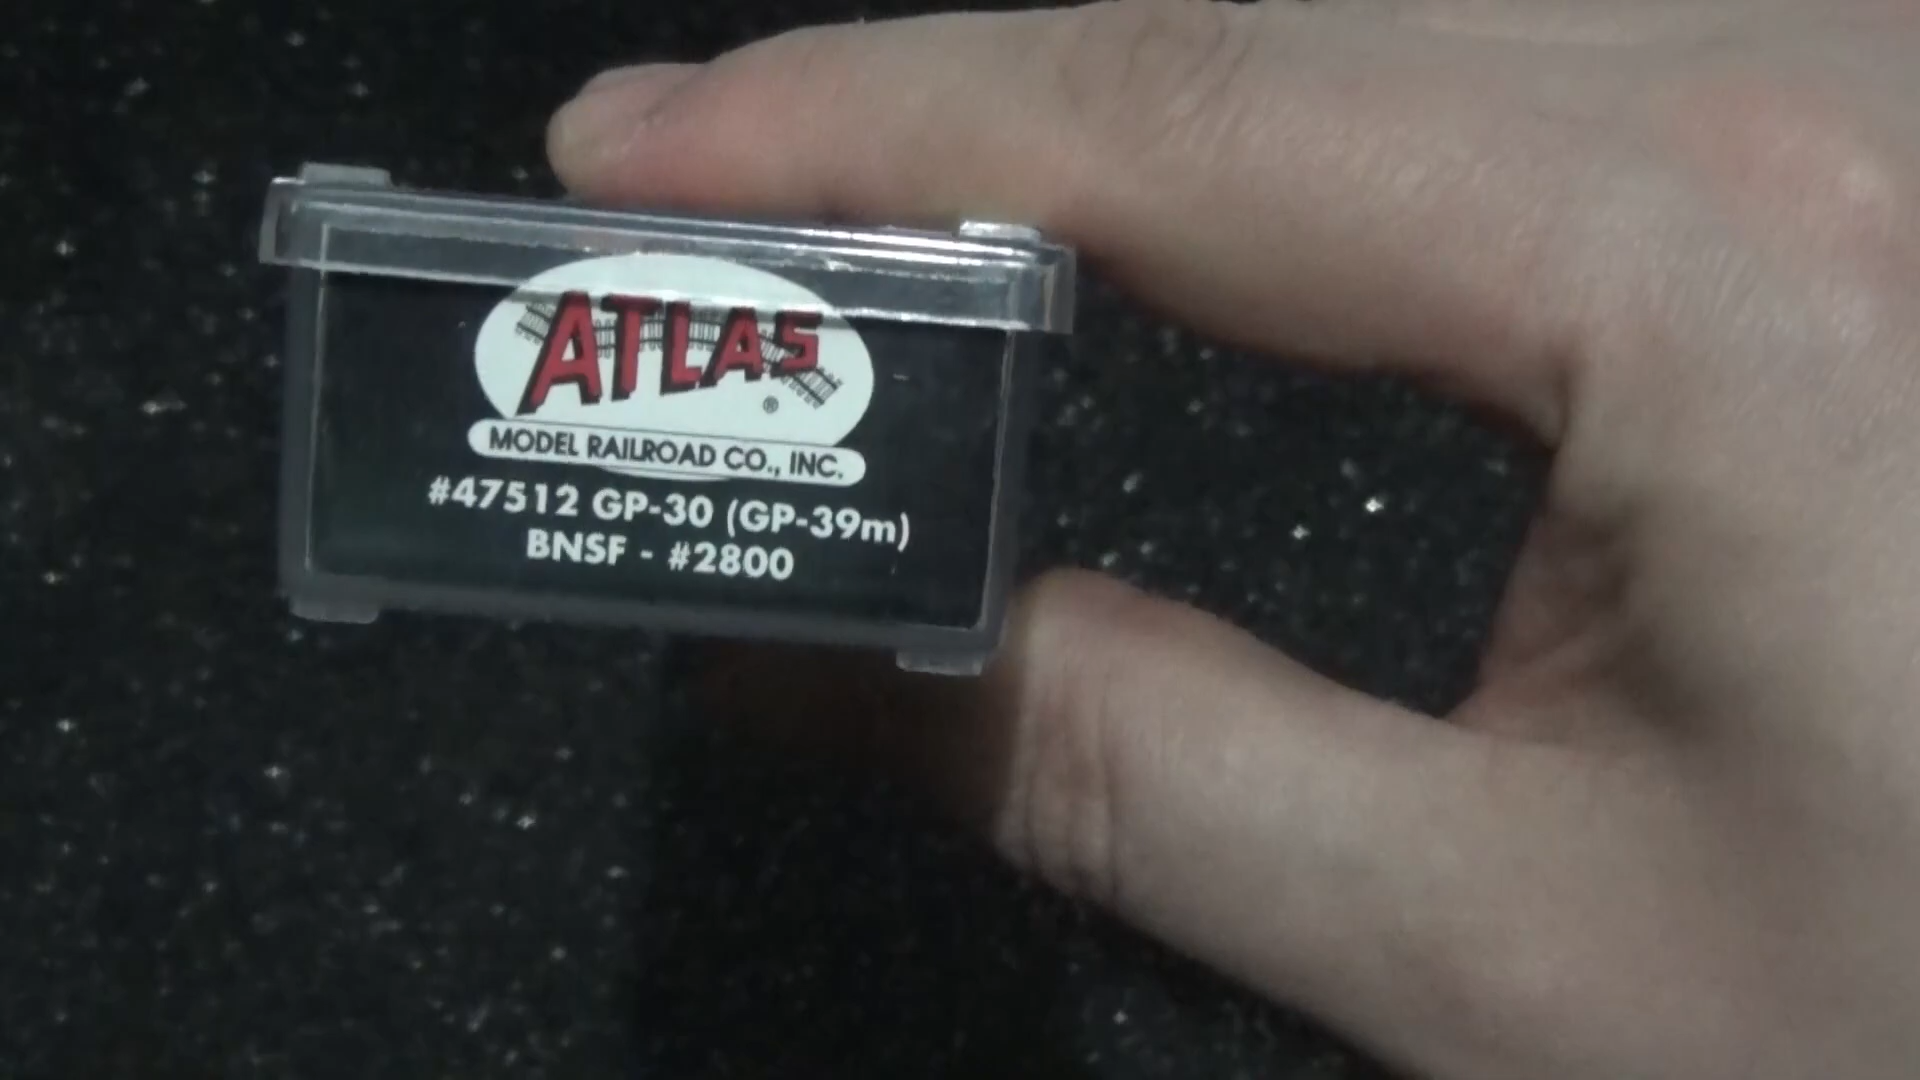 ATLAS
®
MODEL RAILROAD CO., INC.
#47512 GP-30 (GP-39m)
BNSF - #2800